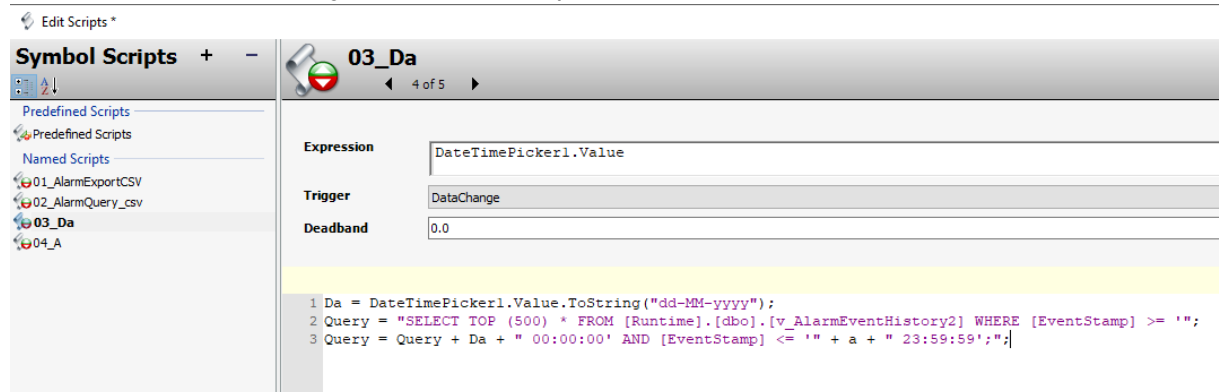 Edit Scripts *
Symbol Scripts + −
03_Da
4 of 5
Predefined Scripts
Predefined Scripts
Named Scripts
01_AlarmExportCSV
02_AlarmQuery_csv
03_Da
04_A
Expression
DateTimePicker1.Value
Trigger
DataChange
Deadband
0.0
1 Da = DateTimePicker1.Value.ToString("dd-MM-yyyy");
2 Query = "SELECT TOP (500) * FROM [Runtime].[dbo].[v_AlarmEventHistory2] WHERE [EventStamp] >= '";
3 Query = Query + Da + " 00:00:00' AND [EventStamp] <= '" + a + " 23:59:59';";